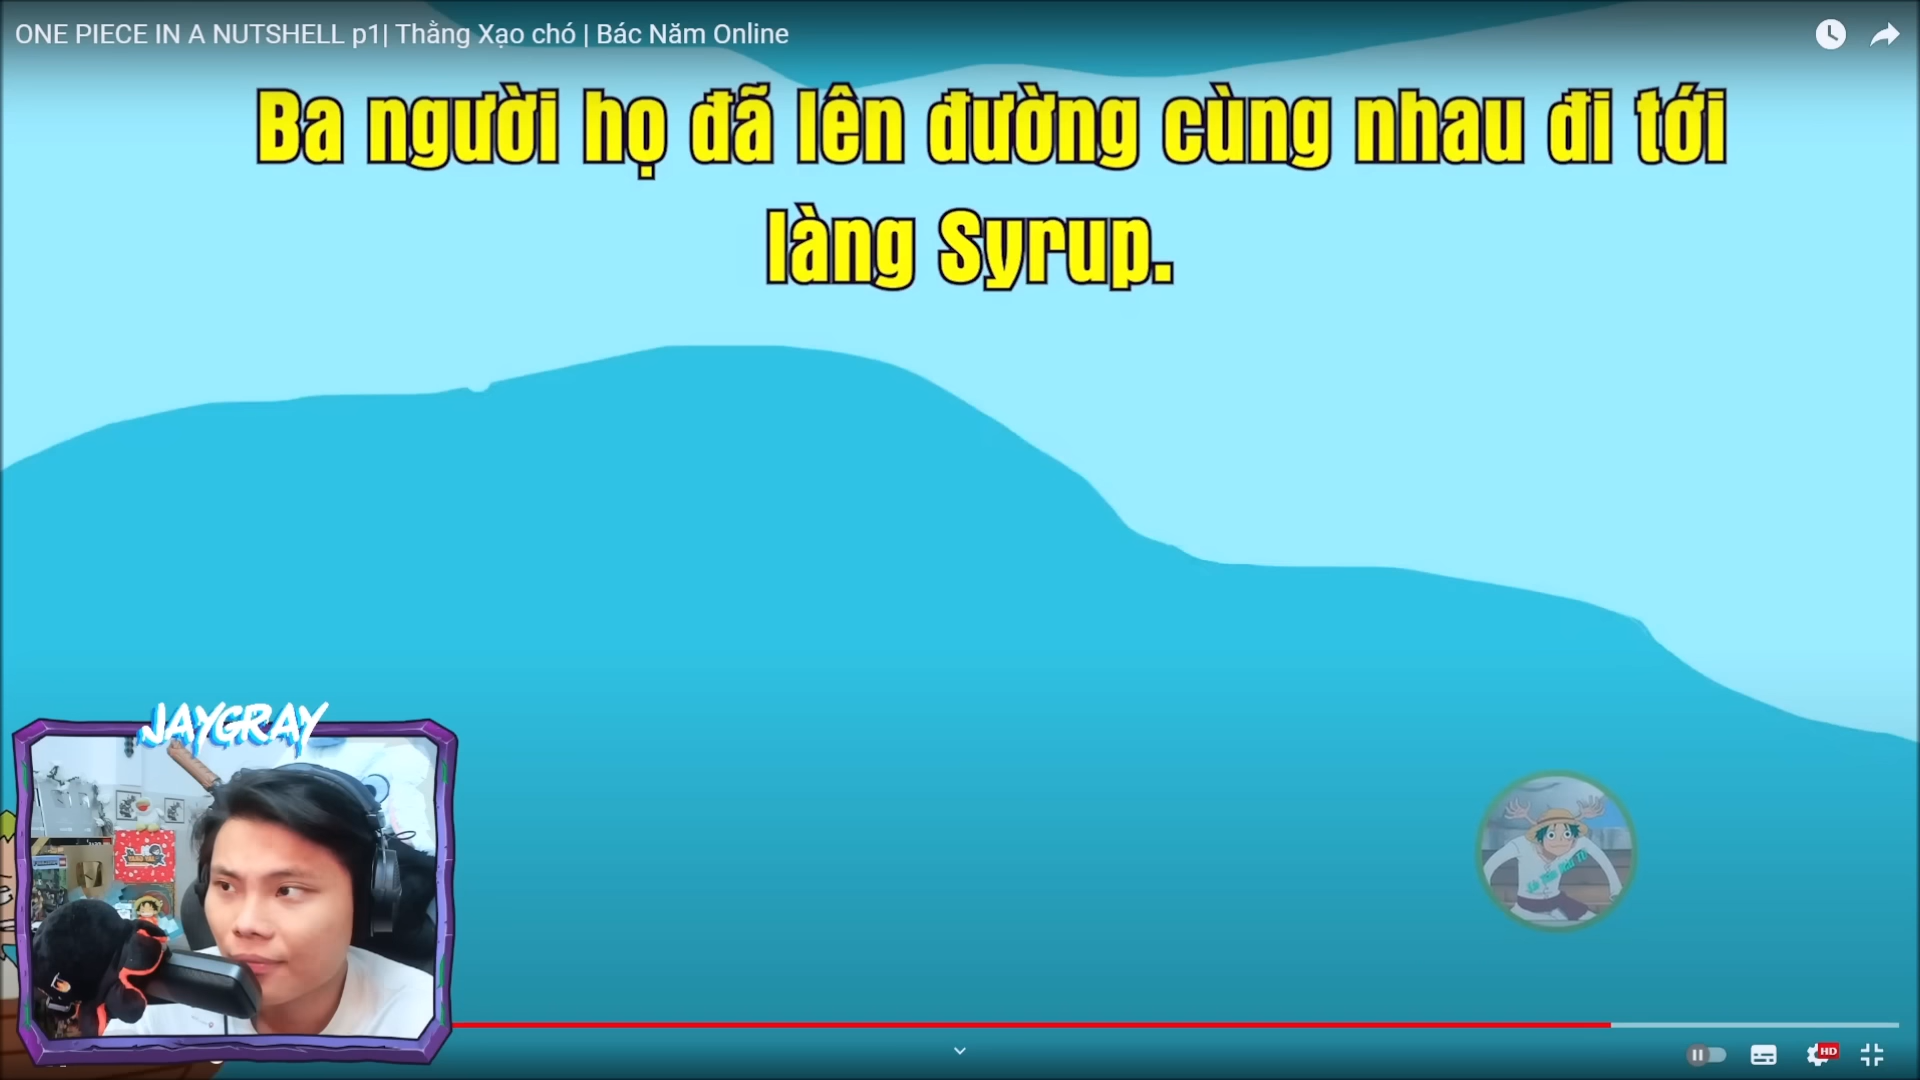 ONE PIECE IN A NUTSHELL p1| Thằng Xạo chó | Bác Năm Online
Ba người họ đã lên đường cùng nhau đi tới
làng Syrup.
JAYGRAY
HD